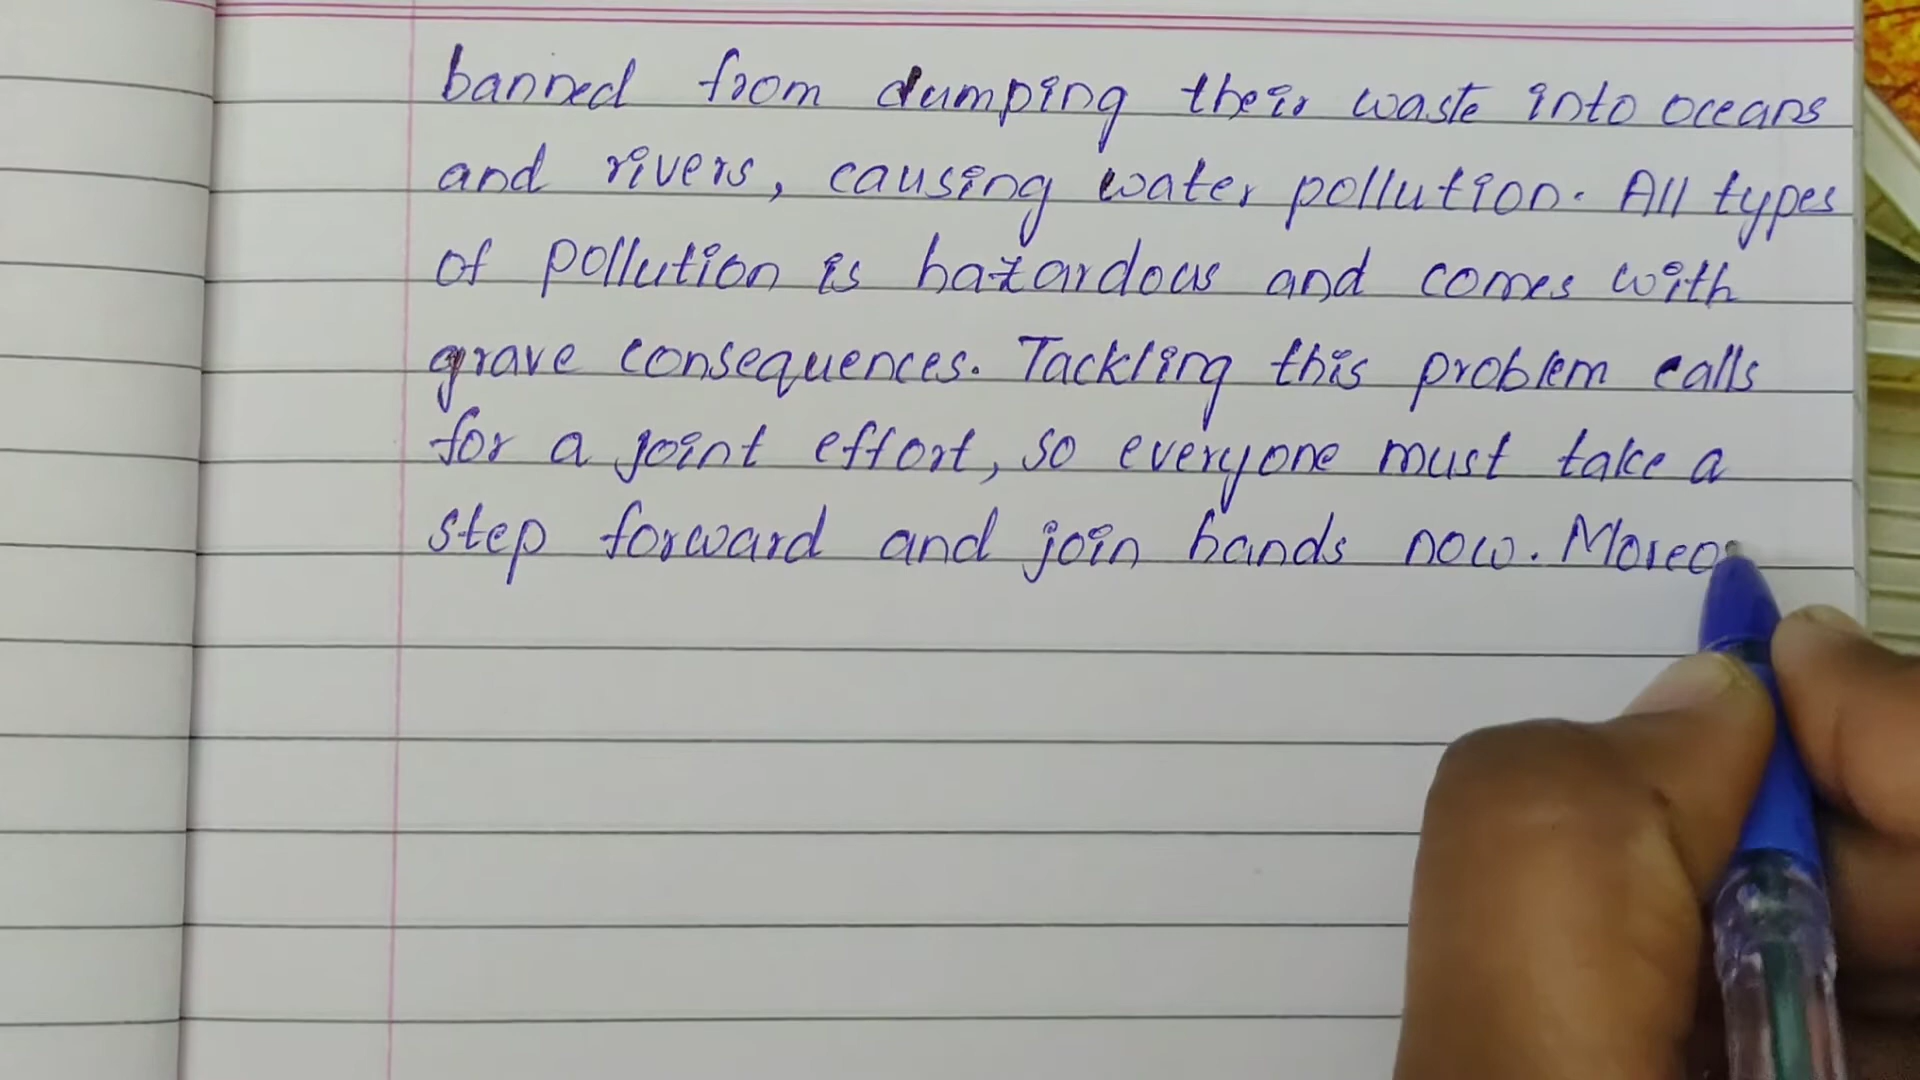 banned from dumping their waste into oceans
and rivers, causing water pollution. All types
of pollution is hazardous and comes with
grave consequences. Tackling this problem calls
for a joint effort, so everyone must take a
step forward and join hands now.